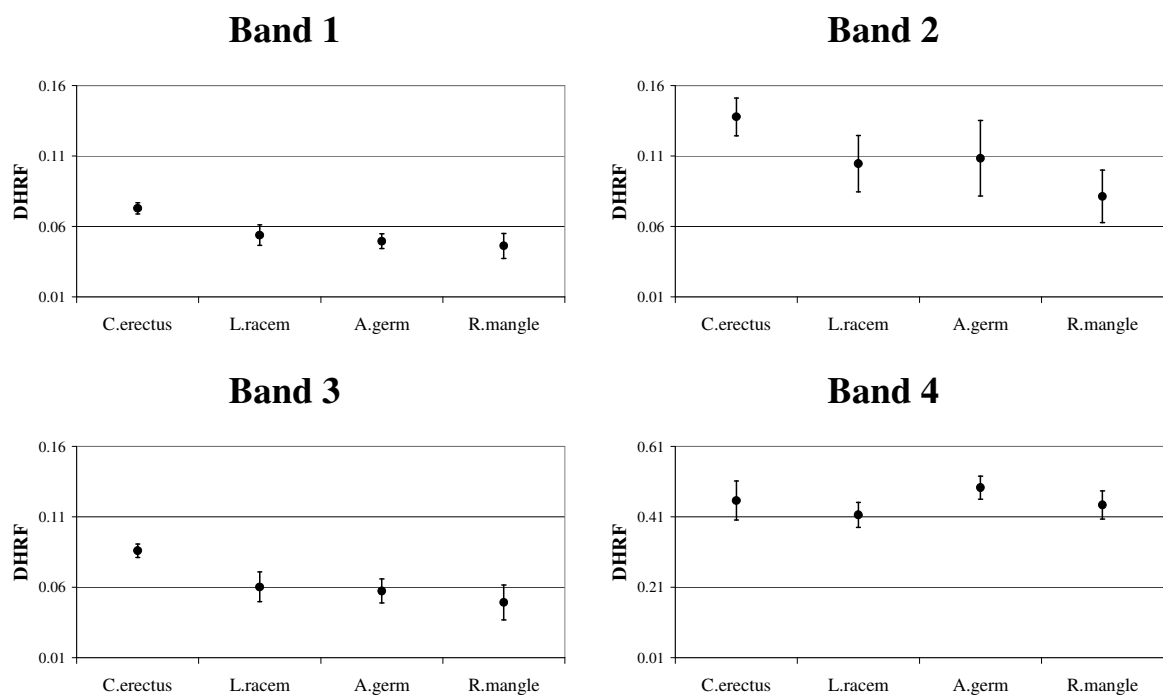 Band 1
DHRF
0.16
0.11
0.06
0.01
C.erectus L.racem A.germ R.mangle
Band 2
DHRF
0.16
0.11
0.06
0.01
C.erectus L.racem A.germ R.mangle
Band 3
DHRF
0.16
0.11
0.06
0.01
C.erectus L.racem A.germ R.mangle
Band 4
DHRF
0.61
0.41
0.21
0.01
C.erectus L.racem A.germ R.mangle